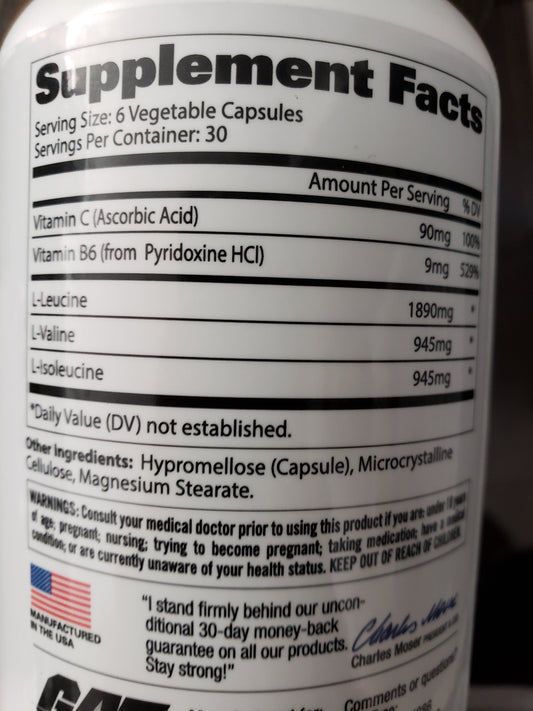 Supplement Facts
Serving Size: 6 Vegetable Capsules
Servings Per Container: 30
Amount Per Serving % DV
Vitamin C (Ascorbic Acid) 90mg 100%
Vitamin B6 (from Pyridoxine HCl) 9mg 529%
L-Leucine 1890mg *
L-Valine 945mg *
L-Isoleucine 945mg *
*Daily Value (DV) not established.
Other Ingredients: Hypromellose (Capsule), Microcrystalline
Cellulose, Magnesium Stearate.
WARNINGS: Consult your medical doctor prior to using this product if you are: under 18 years
of age; pregnant; nursing; trying to become pregnant; taking medication; have a medical
condition; or are currently unaware of your health status. KEEP OUT OF REACH OF CHILDREN.
MANUFACTURED
IN THE USA
"I stand firmly behind our uncon-
ditional 30-day money-back
guarantee on all our products.
Stay strong!"
Charles Moser
Charles Moser
GAT
Comments or questions?